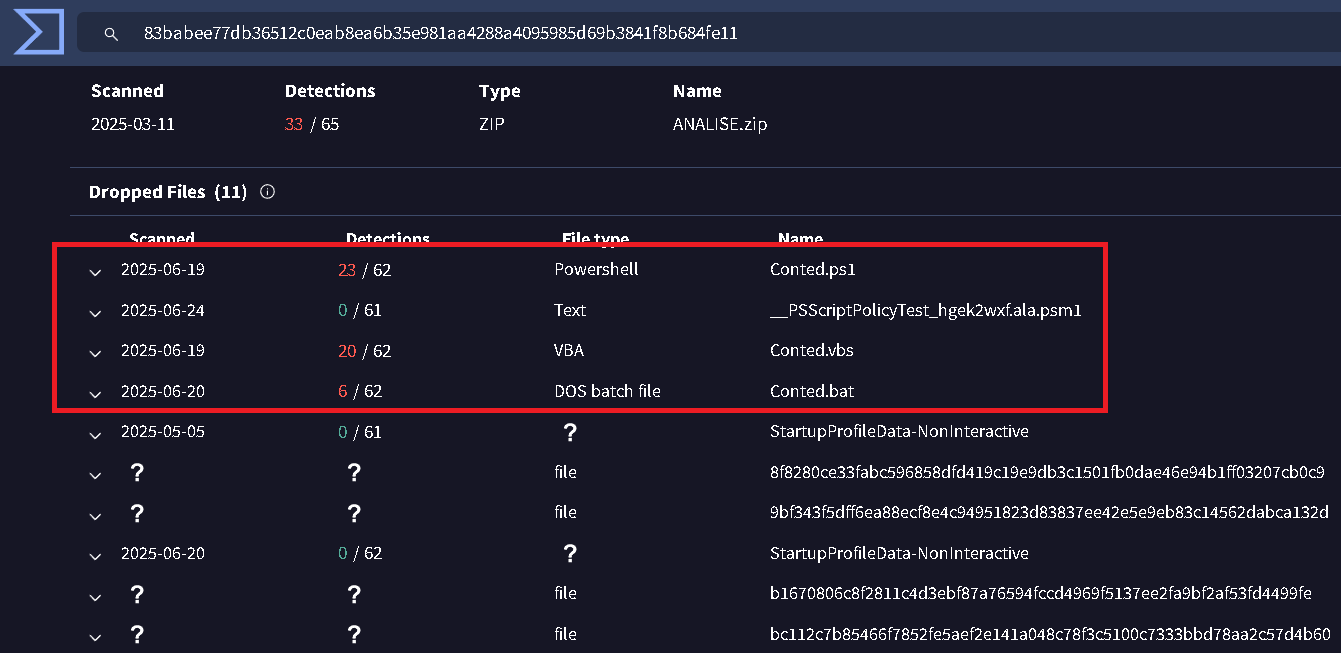 83babee77db36512c0eab8ea6b35e981aa4288a4095985d69b3841f8b684fe11
Scanned Detections Type Name
2025-03-11 33 / 65 ZIP ANALISE.zip
Dropped Files (11)
Scanned Detections File type Name
2025-06-19 23 / 62 Powershell Conted.ps1
2025-06-24 0 / 61 Text __PSScriptPolicyTest_hgek2wxf.ala.psm1
2025-06-19 20 / 62 VBA Conted.vbs
2025-06-20 6 / 62 DOS batch file Conted.bat
2025-05-05 0 / 61 ? StartupProfileData-NonInteractive
? ? file 8f8280ce33fabc596858dfd419c19e9db3c1501fb0dae46e94b1ff03207cb0c9
? ? file 9bf343f5dff6ea88ecf8e4c94951823d83837ee42e5e9eb83c14562dabca132d
2025-06-20 0 / 62 ? StartupProfileData-NonInteractive
? ? file b1670806c8f2811c4d3ebf87a76594fccd4969f5137ee2fa9bf2af53fd4499fe
? ? file bc112c7b85466f7852fe5aef2e141a048c78f3c5100c7333bbd78aa2c57d4b60